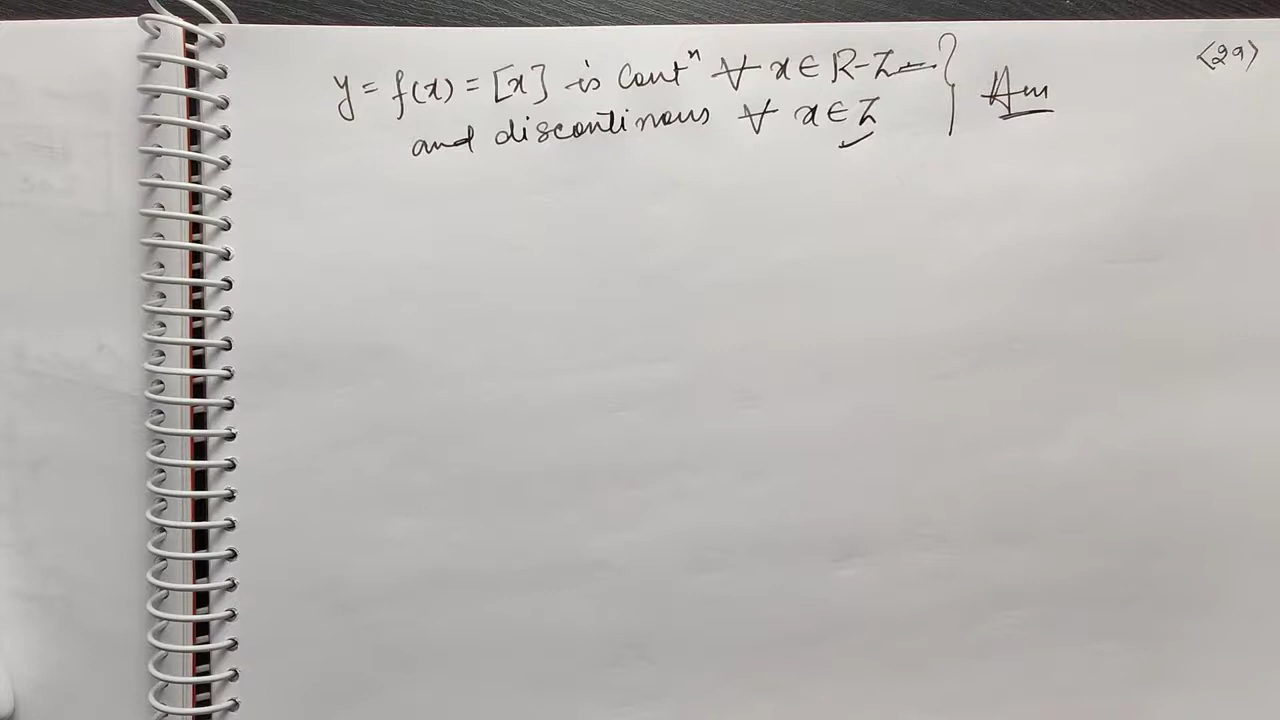 y = f(x) = [x] is contⁿ ∀ x ∈ R-Z } Ans
and discontinous ∀ x ∈ Z
<29>